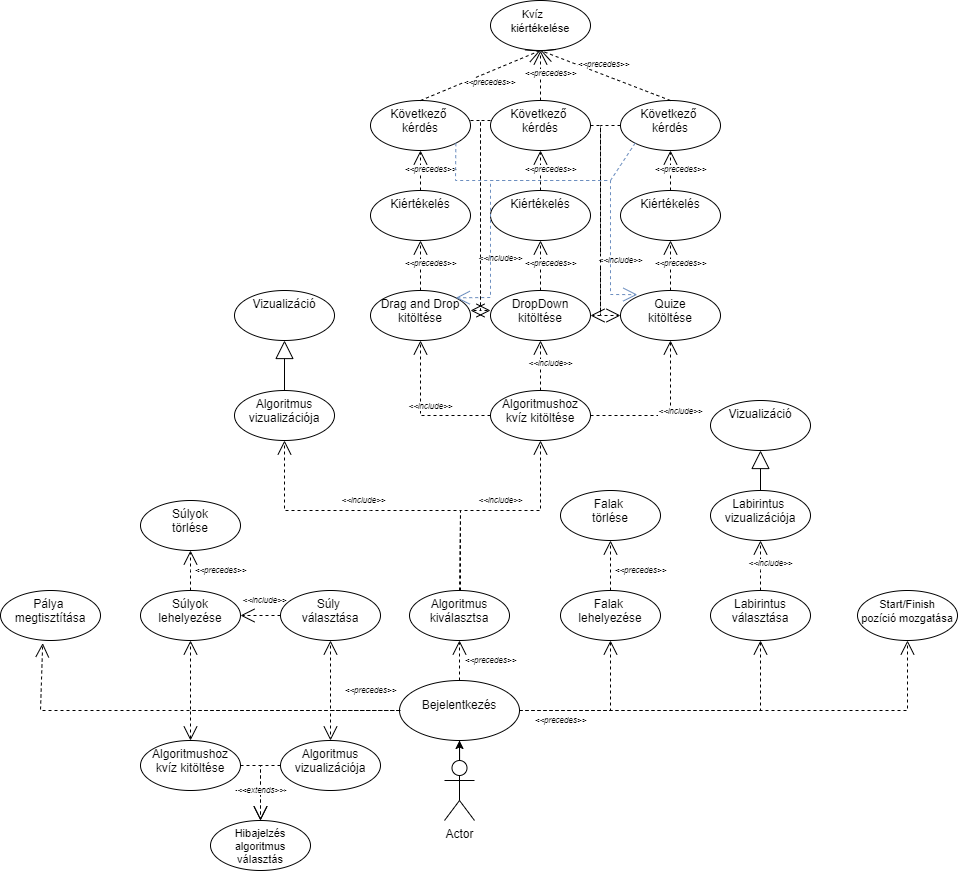 Kvíz
kiértékelése
<<precedes>>
<<precedes>>
<<precedes>>
Következő
kérdés
Következő
kérdés
Következő
kérdés
<<precedes>>
<<precedes>>
<<precedes>>
Kiértékelés
Kiértékelés
Kiértékelés
<<precedes>>
<<include>>
<<precedes>>
<<include>>
<<precedes>>
Vizualizáció
Drag and Drop
kitöltése
DropDown
kitöltése
Quize
kitöltése
<<include>>
Algoritmus
vizualizációja
<<include>>
Algoritmushoz
kvíz kitöltése
<<include>>
Vizualizáció
<<include>>
<<include>>
Súlyok
törlése
Falak
törlése
Labirintus
vizualizációja
<<precedes>>
<<precedes>>
<<include>>
Pálya
megtisztítása
Súlyok
lehelyezése
<<include>>
Súly
választása
Algoritmus
kiválasztsa
Falak
lehelyezése
Labirintus
választása
Start/Finish
pozíció mozgatása
<<precedes>>
<<precedes>>
Bejelentkezés
<<precedes>>
Algoritmushoz
kvíz kitöltése
Algoritmus
vizualizációja
<<extends>>
Hibajelzés
algoritmus
választás
Actor